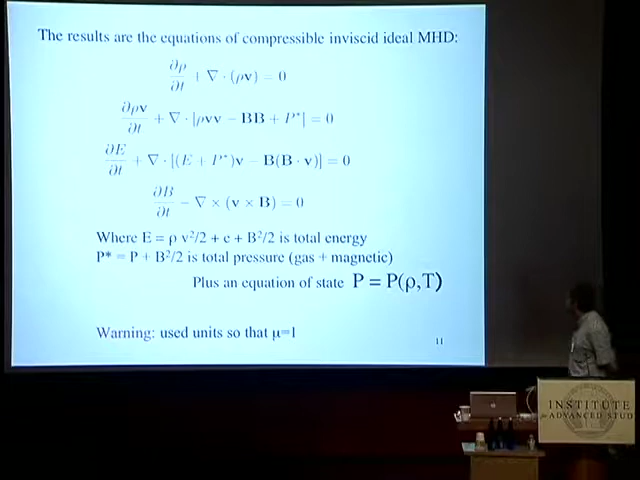 The results are the equations of compressible inviscid ideal MHD:
∂ρ/∂t + ∇ · (ρv) = 0
∂ρv/∂t + ∇ · [ρvv − BB + P*] = 0
∂E/∂t + ∇ · [(E + P*)v − B(B · v)] = 0
∂B/∂t − ∇ × (v × B) = 0
Where E = ρ v²/2 + e + B²/2 is total energy
P* = P + B²/2 is total pressure (gas + magnetic)
Plus an equation of state P = P(ρ,T)
Warning: used units so that μ=1
11
INSTITUTE
ADVANCED STUD